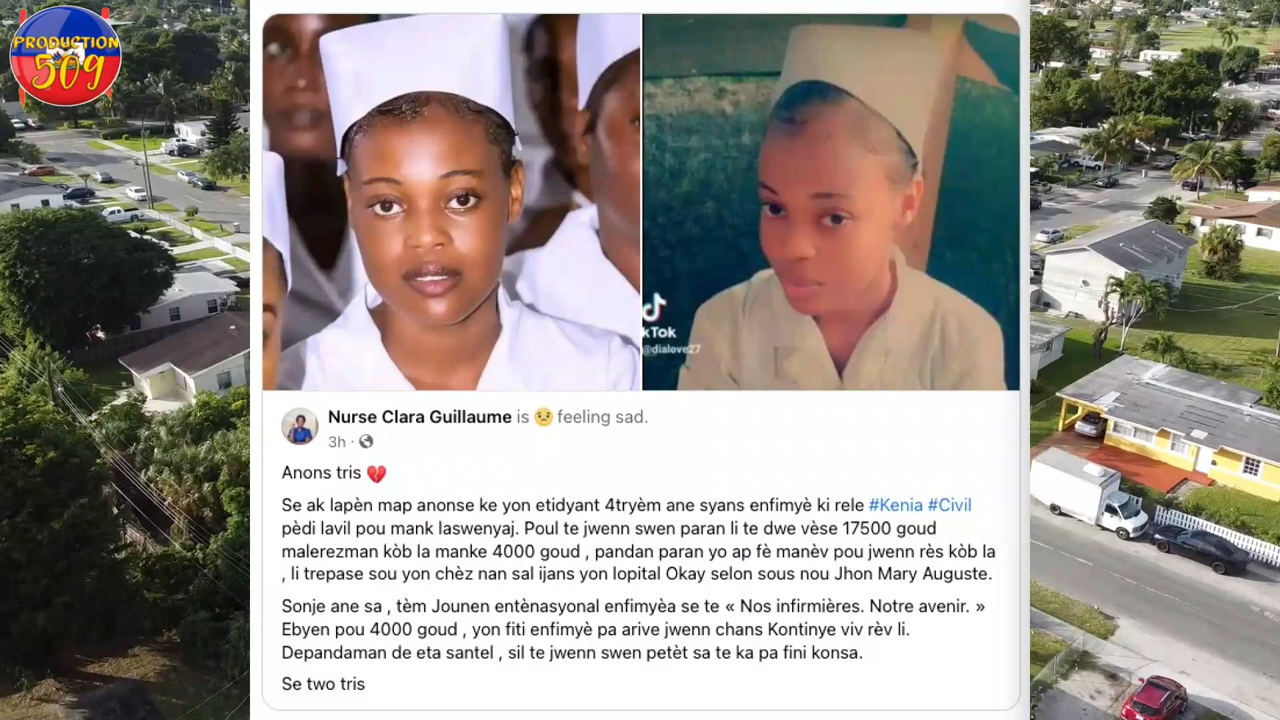 PRODUCTION
509
kTok
@dialove27
Nurse Clara Guillaume is 😟 feeling sad.
3h ·
Anons tris 💔
Se ak lapèn map anonse ke yon etidyant 4tryèm ane syans enfimyè ki rele #Kenia #Civil
pèdi lavil pou mank laswenyaj. Poul te jwenn swen paran li te dwe vèse 17500 goud
malerezman kòb la manke 4000 goud , pandan paran yo ap fè manèv pou jwenn rès kòb la
, li trepase sou yon chèz nan sal ijans yon lopital Okay selon sous nou Jhon Mary Auguste.
Sonje ane sa , tèm Jounen entènasyonal enfimyèa se te « Nos infirmières. Notre avenir. »
Ebyen pou 4000 goud , yon fiti enfimyè pa arive jwenn chans Kontinye viv rèv li.
Depandaman de eta santel , sil te jwenn swen petèt sa te ka pa fini konsa.
Se two tris